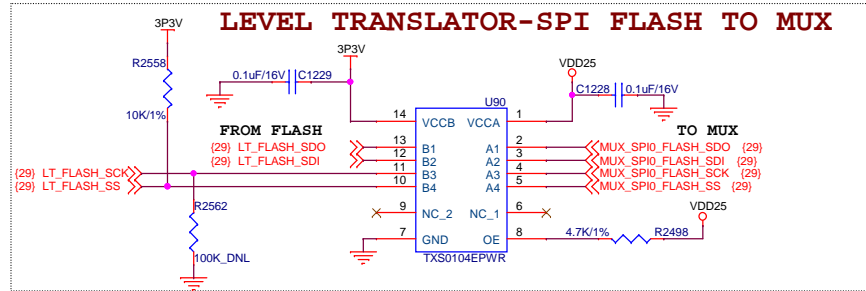 LEVEL TRANSLATOR-SPI FLASH TO MUX
3P3V
R2558
10K/1%
3P3V
0.1uF/16V C1229
VDD25
C1228 0.1uF/16V
U90
FROM FLASH
TO MUX
14 VCCB VCCA 1
{29} LT_FLASH_SDO 13 B1 A1 2 MUX_SPI0_FLASH_SDO {29}
{29} LT_FLASH_SDI 12 B2 A2 3 MUX_SPI0_FLASH_SDI {29}
{29} LT_FLASH_SCK 11 B3 A3 4 MUX_SPI0_FLASH_SCK {29}
{29} LT_FLASH_SS 10 B4 A4 5 MUX_SPI0_FLASH_SS {29}
R2562
100K_DNL
9 NC_2 NC_1 6
7 GND OE 8
4.7K/1% R2498
VDD25
TXS0104EPWR